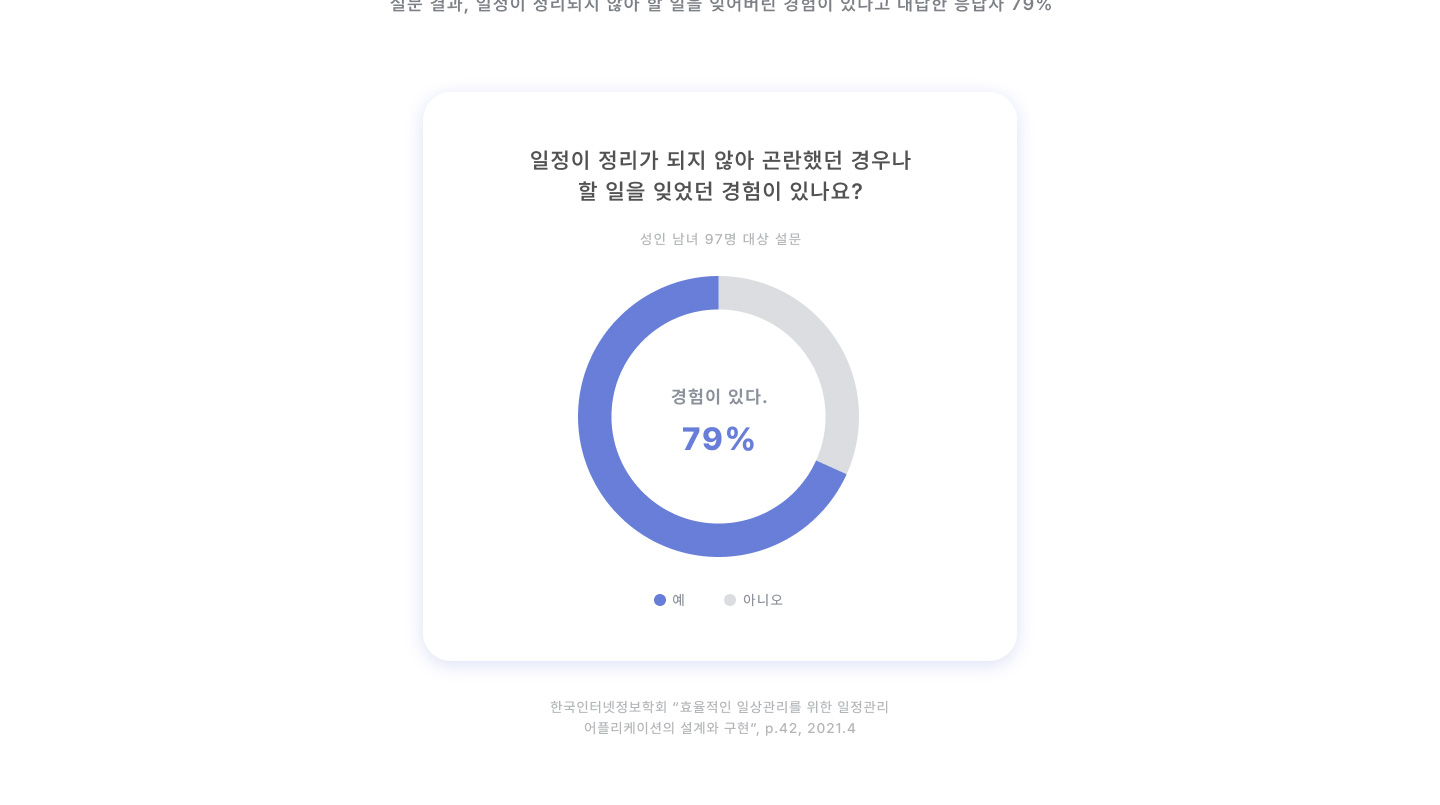 설문 결과, 일정이 정리되지 않아 할 일을 잊어버린 경험이 있다고 대답한 응답자 79%
일정이 정리가 되지 않아 곤란했던 경우나
할 일을 잊었던 경험이 있나요?
성인 남녀 97명 대상 설문
경험이 있다.
79%
예
아니오
한국인터넷정보학회 “효율적인 일상관리를 위한 일정관리
어플리케이션의 설계와 구현”, p.42, 2021.4